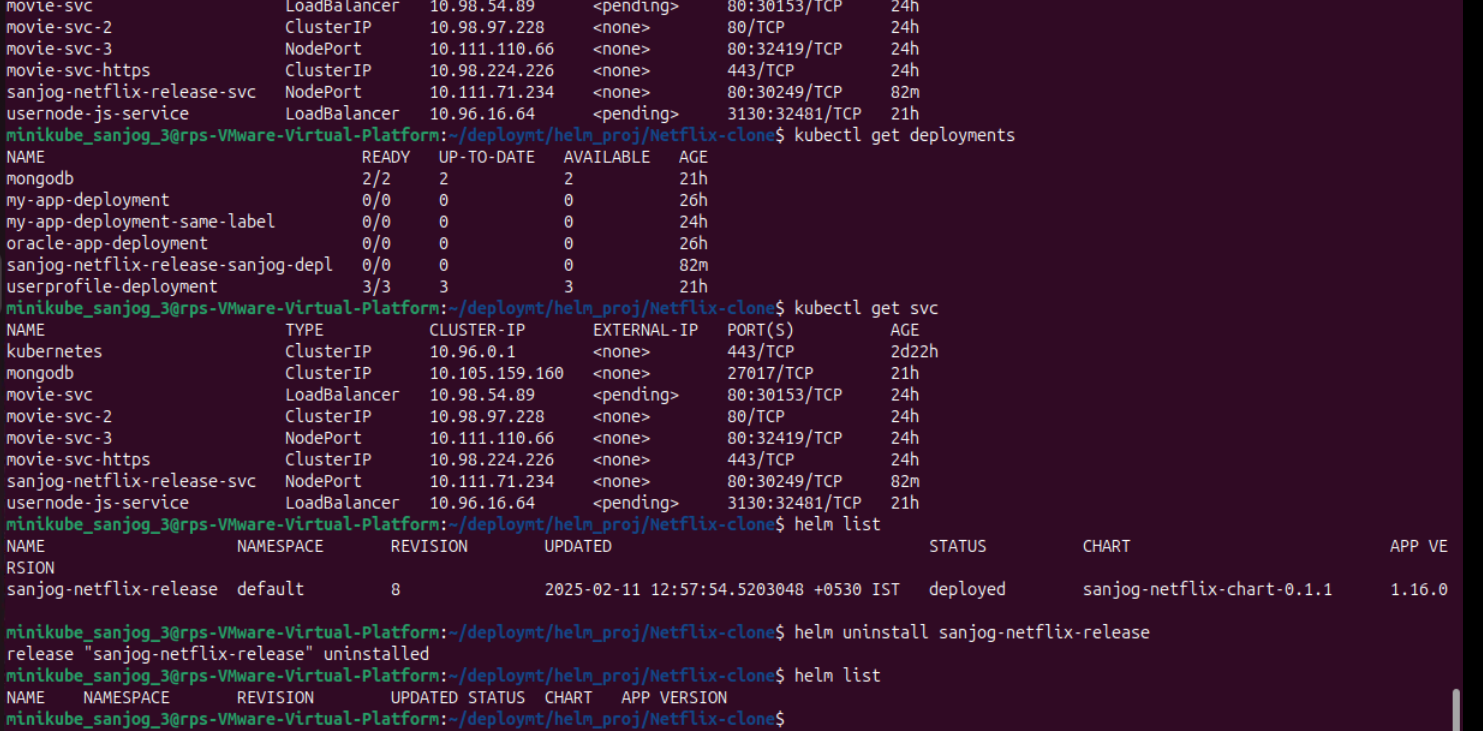 movie-svc LoadBalancer 10.98.54.89 <pending> 80:30153/TCP 24h
movie-svc-2 ClusterIP 10.98.97.228 <none> 80/TCP 24h
movie-svc-3 NodePort 10.111.110.66 <none> 80:32419/TCP 24h
movie-svc-https ClusterIP 10.98.224.226 <none> 443/TCP 24h
sanjog-netflix-release-svc NodePort 10.111.71.234 <none> 80:30249/TCP 82m
usernode-js-service LoadBalancer 10.96.16.64 <pending> 3130:32481/TCP 21h
minikube_sanjog_3@rps-VMware-Virtual-Platform:~/deploymt/helm_proj/Netflix-clone$ kubectl get deployments
NAME READY UP-TO-DATE AVAILABLE AGE
mongodb 2/2 2 2 21h
my-app-deployment 0/0 0 0 26h
my-app-deployment-same-label 0/0 0 0 24h
oracle-app-deployment 0/0 0 0 26h
sanjog-netflix-release-sanjog-depl 0/0 0 0 82m
userprofile-deployment 3/3 3 3 21h
minikube_sanjog_3@rps-VMware-Virtual-Platform:~/deploymt/helm_proj/Netflix-clone$ kubectl get svc
NAME TYPE CLUSTER-IP EXTERNAL-IP PORT(S) AGE
kubernetes ClusterIP 10.96.0.1 <none> 443/TCP 2d22h
mongodb ClusterIP 10.105.159.160 <none> 27017/TCP 21h
movie-svc LoadBalancer 10.98.54.89 <pending> 80:30153/TCP 24h
movie-svc-2 ClusterIP 10.98.97.228 <none> 80/TCP 24h
movie-svc-3 NodePort 10.111.110.66 <none> 80:32419/TCP 24h
movie-svc-https ClusterIP 10.98.224.226 <none> 443/TCP 24h
sanjog-netflix-release-svc NodePort 10.111.71.234 <none> 80:30249/TCP 82m
usernode-js-service LoadBalancer 10.96.16.64 <pending> 3130:32481/TCP 21h
minikube_sanjog_3@rps-VMware-Virtual-Platform:~/deploymt/helm_proj/Netflix-clone$ helm list
NAME NAMESPACE REVISION UPDATED STATUS CHART APP VE
RSION
sanjog-netflix-release default 8 2025-02-11 12:57:54.5203048 +0530 IST deployed sanjog-netflix-chart-0.1.1 1.16.0
minikube_sanjog_3@rps-VMware-Virtual-Platform:~/deploymt/helm_proj/Netflix-clone$ helm uninstall sanjog-netflix-release
release "sanjog-netflix-release" uninstalled
minikube_sanjog_3@rps-VMware-Virtual-Platform:~/deploymt/helm_proj/Netflix-clone$ helm list
NAME NAMESPACE REVISION UPDATED STATUS CHART APP VERSION
minikube_sanjog_3@rps-VMware-Virtual-Platform:~/deploymt/helm_proj/Netflix-clone$